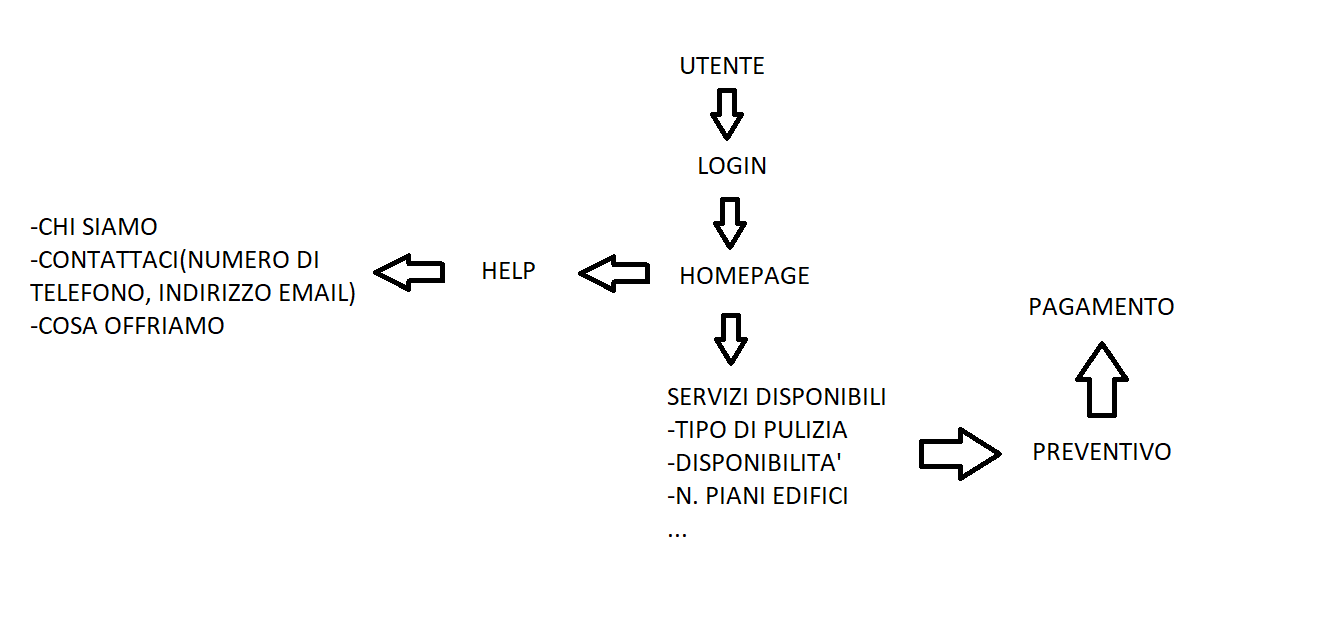 UTENTE
LOGIN
-CHI SIAMO
-CONTATTACI(NUMERO DI
TELEFONO, INDIRIZZO EMAIL)
-COSA OFFRIAMO
HELP
HOMEPAGE
SERVIZI DISPONIBILI
-TIPO DI PULIZIA
-DISPONIBILITA'
-N. PIANI EDIFICI
...
PAGAMENTO
PREVENTIVO